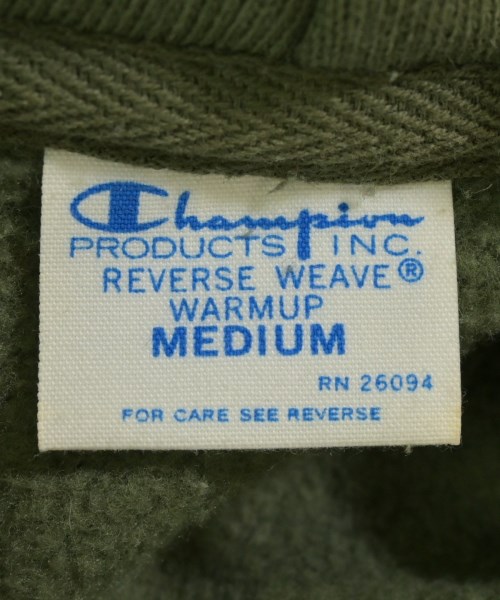 Champion
PRODUCTS INC.
REVERSE WEAVE®
WARMUP
MEDIUM
RN 26094
FOR CARE SEE REVERSE